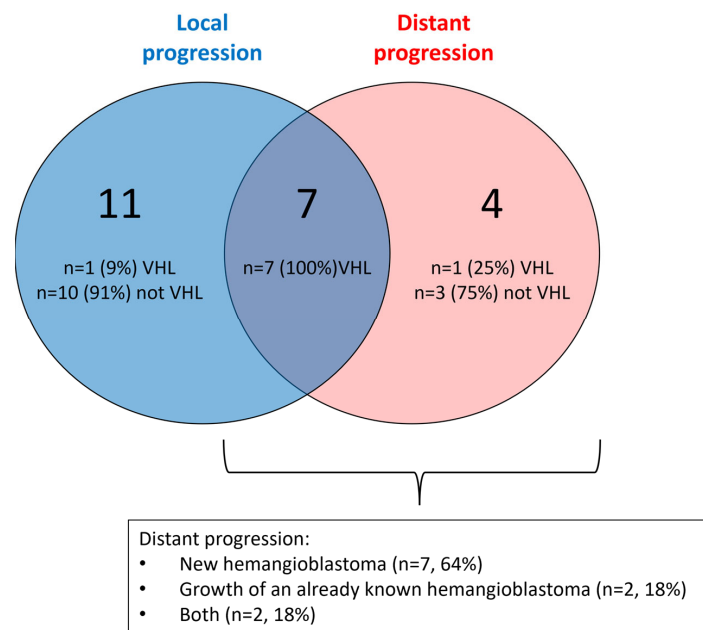 Local
progression
Distant
progression
11
7
4
n=1 (9%) VHL
n=10 (91%) not VHL
n=7 (100%)VHL
n=1 (25%) VHL
n=3 (75%) not VHL
Distant progression:
• New hemangioblastoma (n=7, 64%)
• Growth of an already known hemangioblastoma (n=2, 18%)
• Both (n=2, 18%)